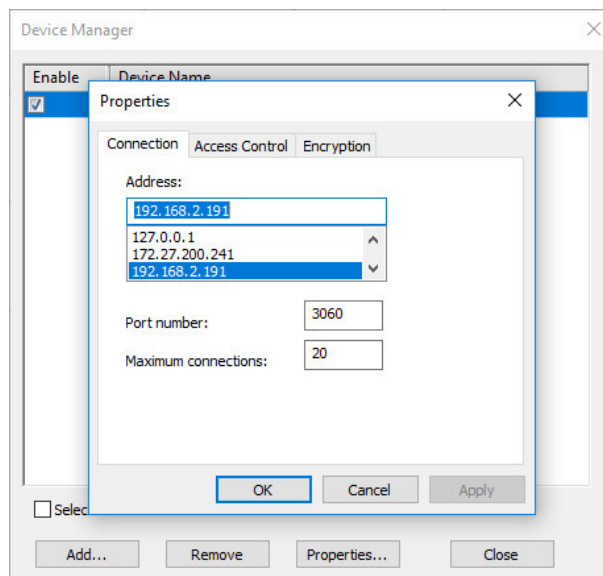 Device Manager
Enable Device Name
Properties
Connection Access Control Encryption
Address:
192.168.2.191
127.0.0.1
172.27.200.241
192.168.2.191
Port number: 3060
Maximum connections: 20
OK Cancel Apply
Selec
Add... Remove Properties... Close